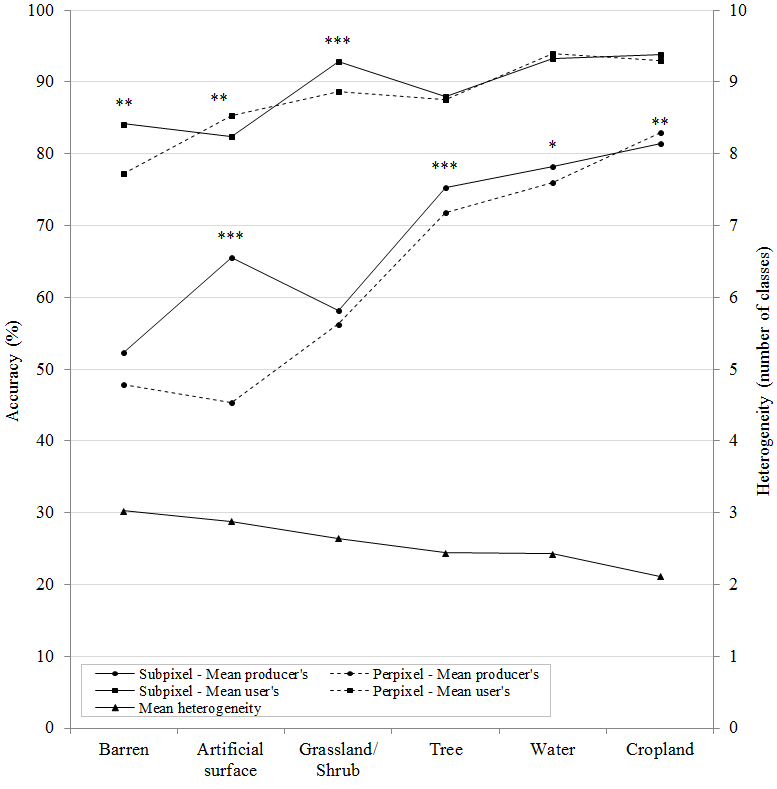 100
90
80
70
60
50
40
30
20
10
0
Accuracy (%)
10
9
8
7
6
5
4
3
2
1
0
Heterogeneity (number of classes)
***
**
**
**
***
*
***
Subpixel - Mean producer's
Perpixel - Mean producer's
Subpixel - Mean user's
Perpixel - Mean user's
Mean heterogeneity
Barren
Artificial
surface
Grassland/
Shrub
Tree
Water
Cropland